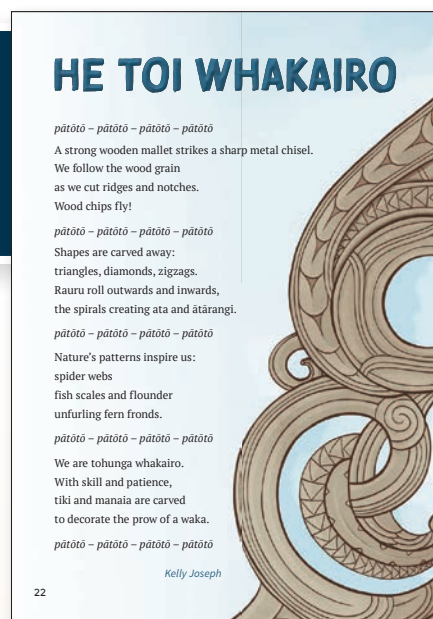 HE TOI WHAKAIRO
pātōtō – pātōtō – pātōtō – pātōtō
A strong wooden mallet strikes a sharp metal chisel.
We follow the wood grain
as we cut ridges and notches.
Wood chips fly!
pātōtō – pātōtō – pātōtō – pātōtō
Shapes are carved away:
triangles, diamonds, zigzags.
Rauru roll outwards and inwards,
the spirals creating ata and ātārangi.
pātōtō – pātōtō – pātōtō – pātōtō
Nature’s patterns inspire us:
spider webs
fish scales and flounder
unfurling fern fronds.
pātōtō – pātōtō – pātōtō – pātōtō
We are tohunga whakairo.
With skill and patience,
tiki and manaia are carved
to decorate the prow of a waka.
pātōtō – pātōtō – pātōtō – pātōtō
Kelly Joseph
22